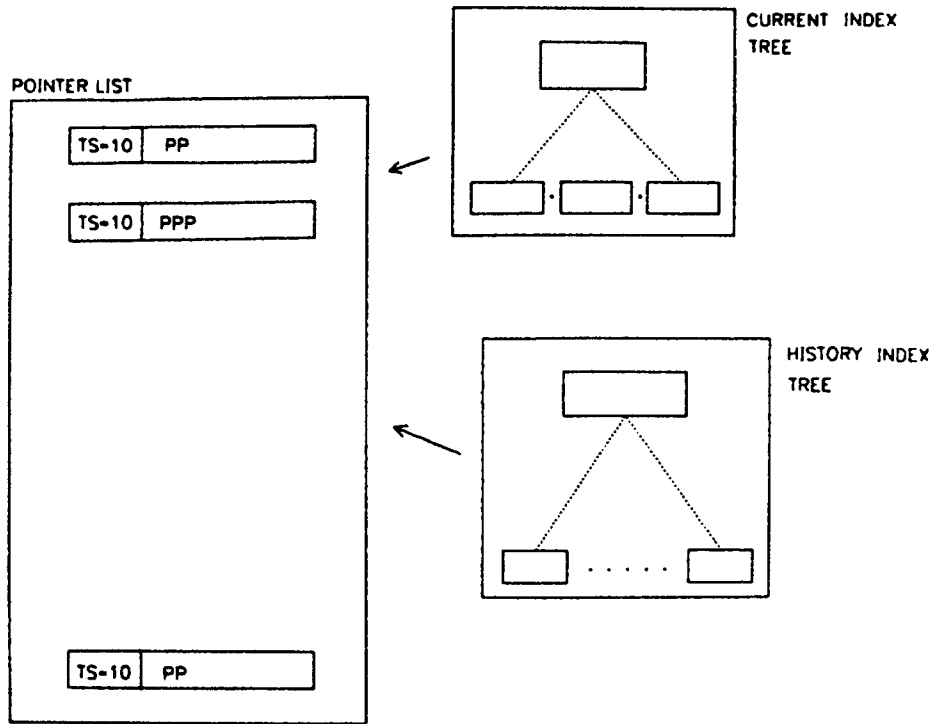 CURRENT INDEX
TREE
POINTER LIST
TS=10 PP
TS=10 PPP
HISTORY INDEX
TREE
TS=10 PP